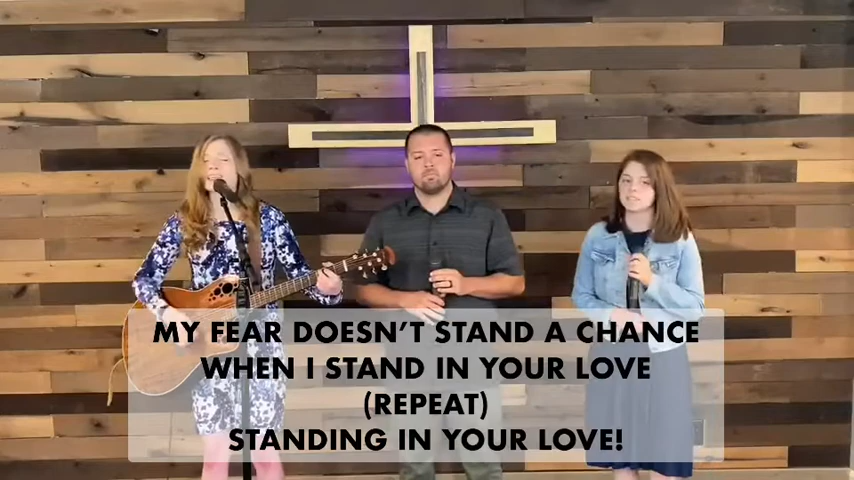 MY FEAR DOESN'T STAND A CHANCE
WHEN I STAND IN YOUR LOVE
(REPEAT)
STANDING IN YOUR LOVE!